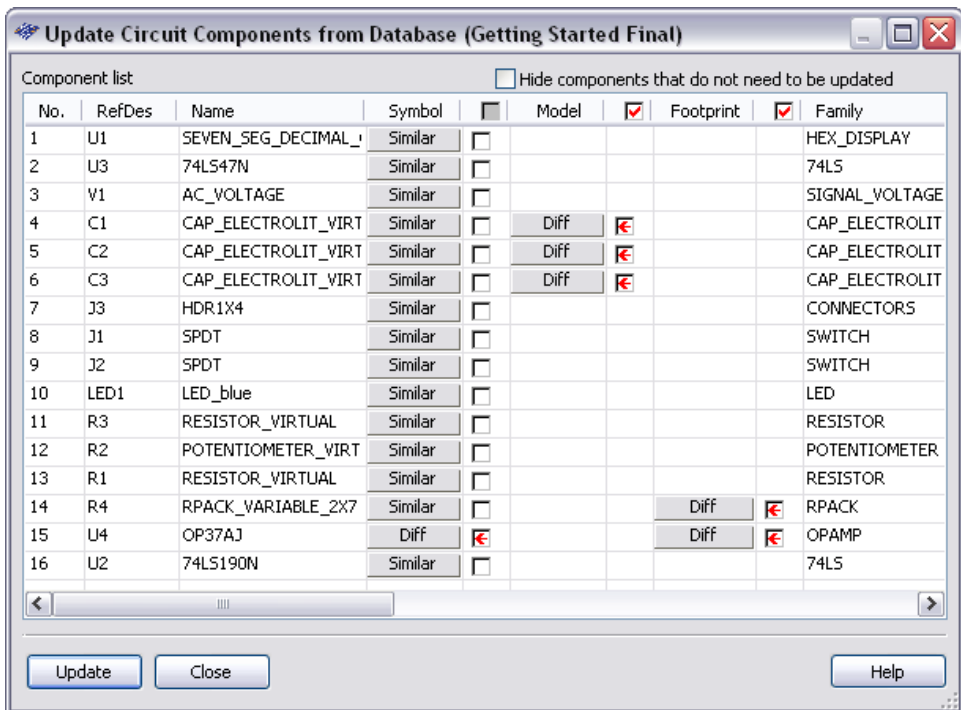 Update Circuit Components from Database (Getting Started Final)
Component list Hide components that do not need to be updated
No. RefDes Name Symbol Model Footprint Family
1 U1 SEVEN_SEG_DECIMAL_ Similar HEX_DISPLAY
2 U3 74LS47N Similar 74LS
3 V1 AC_VOLTAGE Similar SIGNAL_VOLTAGE
4 C1 CAP_ELECTROLIT_VIRT Similar Diff CAP_ELECTROLIT
5 C2 CAP_ELECTROLIT_VIRT Similar Diff CAP_ELECTROLIT
6 C3 CAP_ELECTROLIT_VIRT Similar Diff CAP_ELECTROLIT
7 J3 HDR1X4 Similar CONNECTORS
8 J1 SPDT Similar SWITCH
9 J2 SPDT Similar SWITCH
10 LED1 LED_blue Similar LED
11 R3 RESISTOR_VIRTUAL Similar RESISTOR
12 R2 POTENTIOMETER_VIRT Similar POTENTIOMETER
13 R1 RESISTOR_VIRTUAL Similar RESISTOR
14 R4 RPACK_VARIABLE_2X7 Similar Diff RPACK
15 U4 OP37AJ Diff Diff OPAMP
16 U2 74LS190N Similar 74LS
Update Close Help